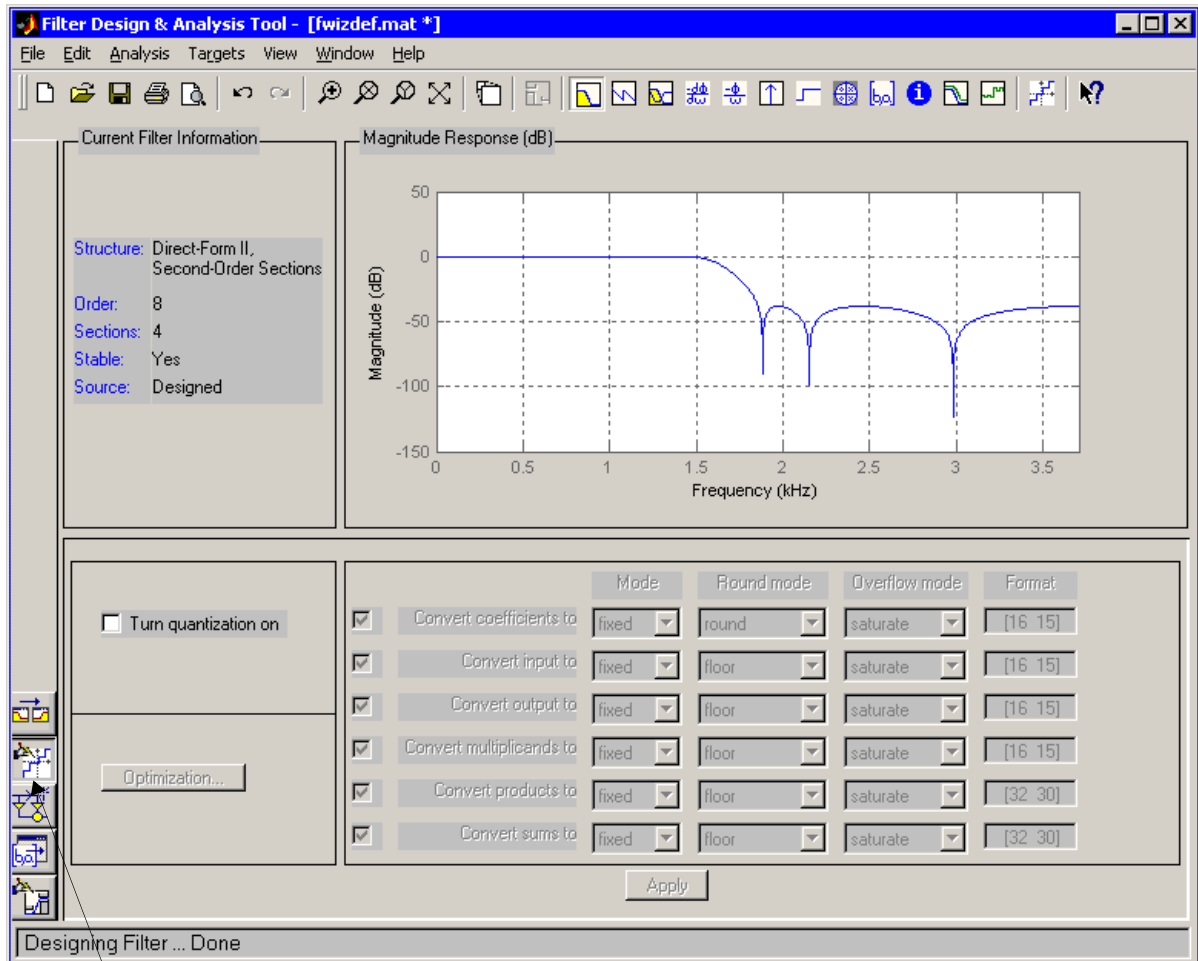 Filter Design & Analysis Tool - [fwizdef.mat *]
File Edit Analysis Targets View Window Help
Current Filter Information
Structure: Direct-Form II,
Second-Order Sections
Order: 8
Sections: 4
Stable: Yes
Source: Designed
Magnitude Response (dB)
50
0
-50
-100
-150
Magnitude (dB)
0 0.5 1 1.5 2 2.5 3 3.5
Frequency (kHz)
Turn quantization on
Optimization...
Mode Round mode Overflow mode Format
Convert coefficients to fixed round saturate [16 15]
Convert input to fixed floor saturate [16 15]
Convert output to fixed floor saturate [16 15]
Convert multiplicands to fixed floor saturate [16 15]
Convert products to fixed floor saturate [32 30]
Convert sums to fixed floor saturate [32 30]
Apply
Designing Filter ... Done